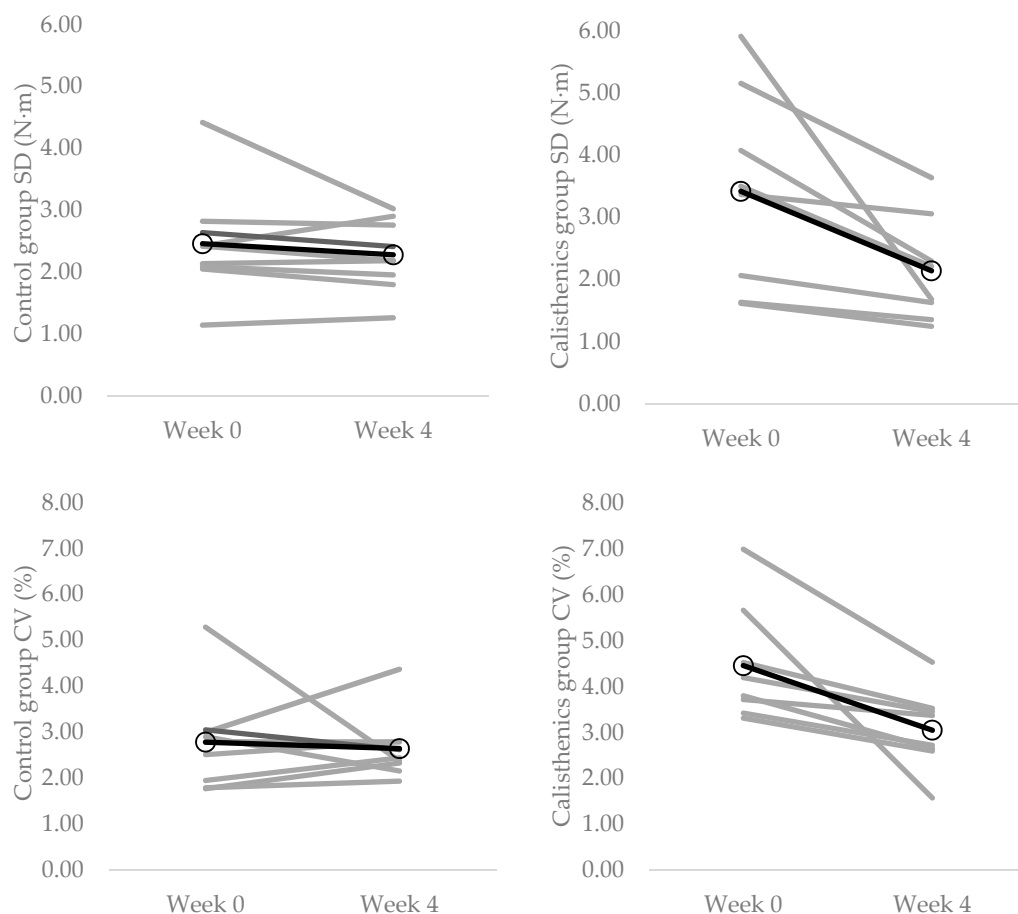 Control group SD (N·m)
6.00
5.00
4.00
3.00
2.00
1.00
0.00
Week 0
Week 4
Calisthenics group SD (N·m)
6.00
5.00
4.00
3.00
2.00
1.00
0.00
Week 0
Week 4
Control group CV (%)
8.00
7.00
6.00
5.00
4.00
3.00
2.00
1.00
0.00
Week 0
Week 4
Calisthenics group CV (%)
8.00
7.00
6.00
5.00
4.00
3.00
2.00
1.00
0.00
Week 0
Week 4